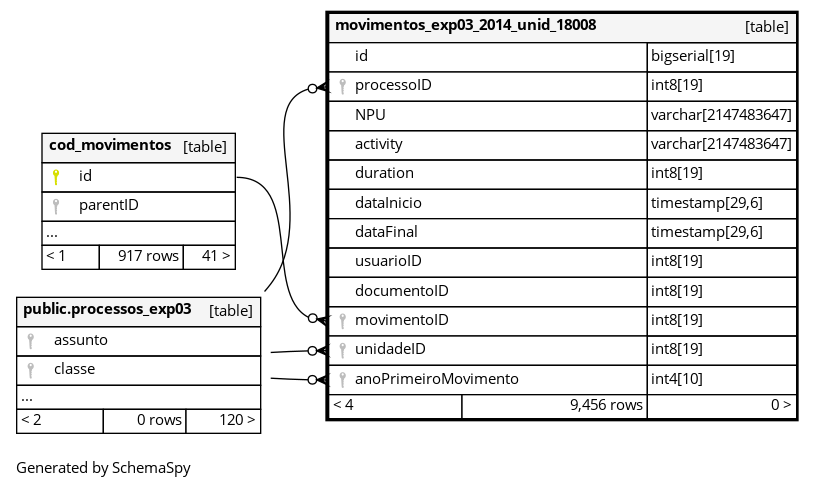 movimentos_exp03_2014_unid_18008 [table]
id bigserial[19]
processoID int8[19]
NPU varchar[2147483647]
activity varchar[2147483647]
duration int8[19]
dataInicio timestamp[29,6]
dataFinal timestamp[29,6]
usuarioID int8[19]
documentoID int8[19]
movimentoID int8[19]
unidadeID int8[19]
anoPrimeiroMovimento int4[10]
< 4 9,456 rows 0 >
cod_movimentos [table]
id
parentID
...
< 1 917 rows 41 >
public.processos_exp03 [table]
assunto
classe
...
< 2 0 rows 120 >
Generated by SchemaSpy